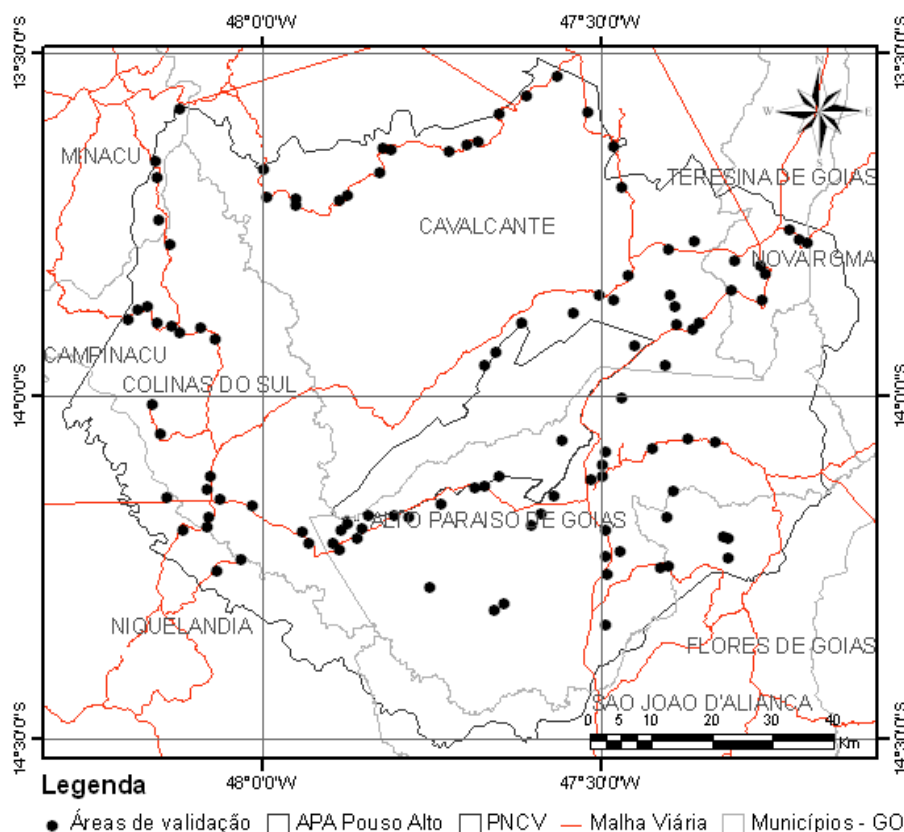 48°0'0"W 47°30'0"W
13°30'0"S 13°30'0"S
N
W E
S
MINACU
TERESINA DE GOIAS
CAVALCANTE
NOVA ROMA
CAMPINACU
COLINAS DO SUL
14°0'0"S 14°0'0"S
ALTO PARAISO DE GOIAS
NIQUELANDIA
FLORES DE GOIAS
SAO JOAO D'ALIANCA
0 5 10 20 30 40
Km
14°30'0"S 14°30'0"S
48°0'0"W 47°30'0"W
Legenda
Áreas de validação APA Pouso Alto PNCV Malha Viária Municípios - GO